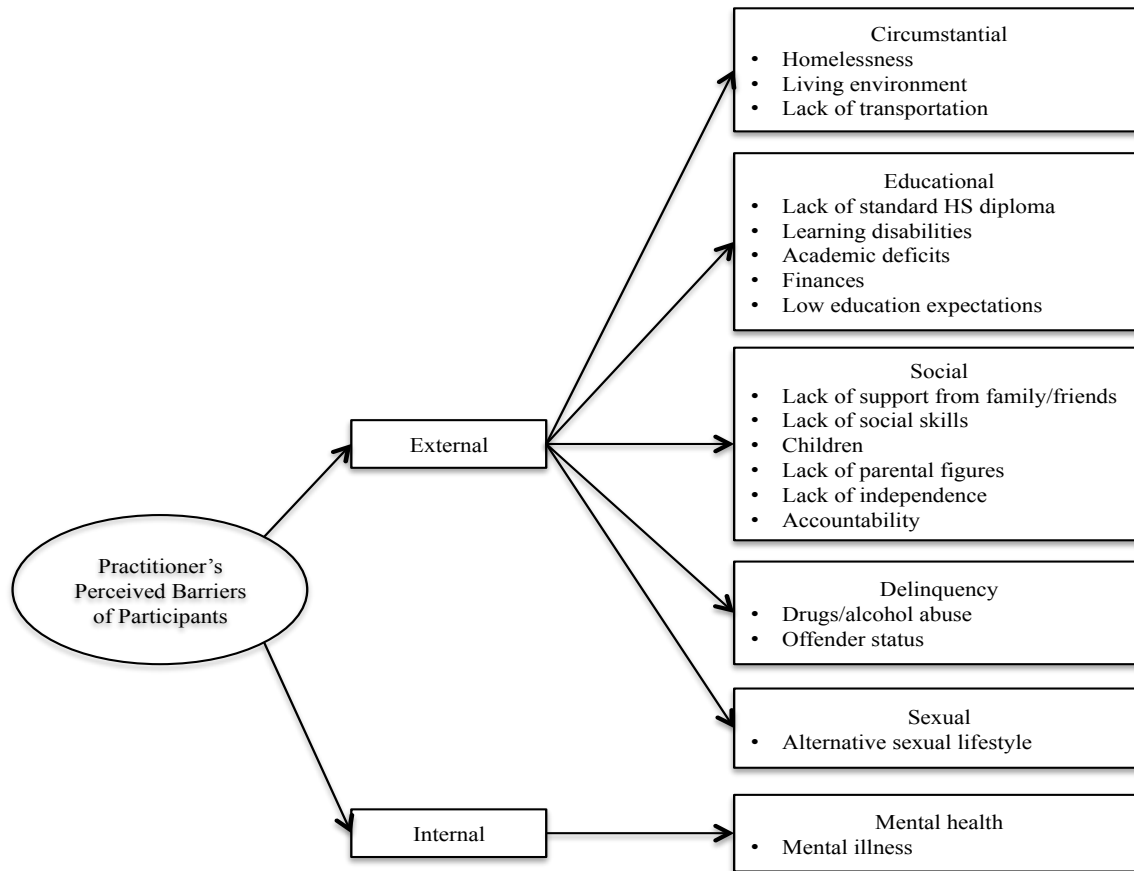 Circumstantial
• Homelessness
• Living environment
• Lack of transportation
Educational
• Lack of standard HS diploma
• Learning disabilities
• Academic deficits
• Finances
• Low education expectations
Social
• Lack of support from family/friends
• Lack of social skills
• Children
• Lack of parental figures
• Lack of independence
• Accountability
External
Practitioner’s
Perceived Barriers
of Participants
Delinquency
• Drugs/alcohol abuse
• Offender status
Sexual
• Alternative sexual lifestyle
Internal
Mental health
• Mental illness